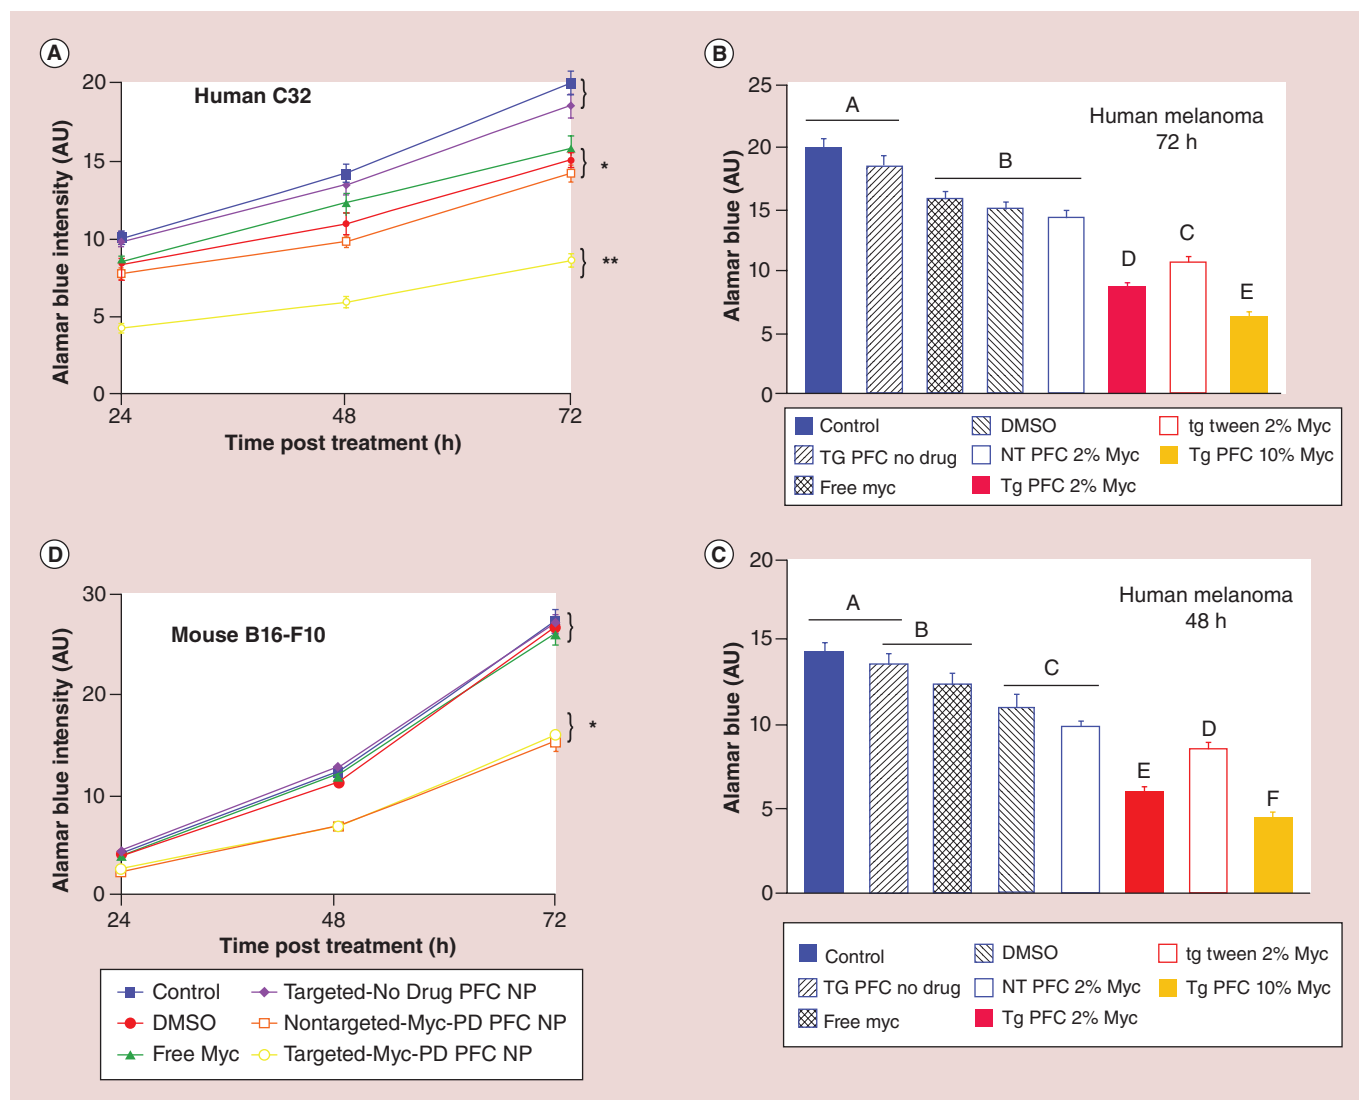 A
Human C32
Alamar blue intensity (AU)
20
15
10
5
0
24
48
72
Time post treatment (h)
}
} *
} **
B
Human melanoma
72 h
Alamar blue (AU)
25
20
15
10
5
0
A
B
D
C
E
Control
TG PFC no drug
Free myc
DMSO
NT PFC 2% Myc
Tg PFC 2% Myc
tg tween 2% Myc
Tg PFC 10% Myc
D
Mouse B16-F10
Alamar blue intensity (AU)
30
20
10
0
24
48
72
Time post treatment (h)
}
} *
Control
DMSO
Free Myc
Targeted-No Drug PFC NP
Nontargeted-Myc-PD PFC NP
Targeted-Myc-PD PFC NP
C
Human melanoma
48 h
Alamar blue (AU)
20
15
10
5
0
A
B
C
E
D
F
Control
TG PFC no drug
Free myc
DMSO
NT PFC 2% Myc
Tg PFC 2% Myc
tg tween 2% Myc
Tg PFC 10% Myc